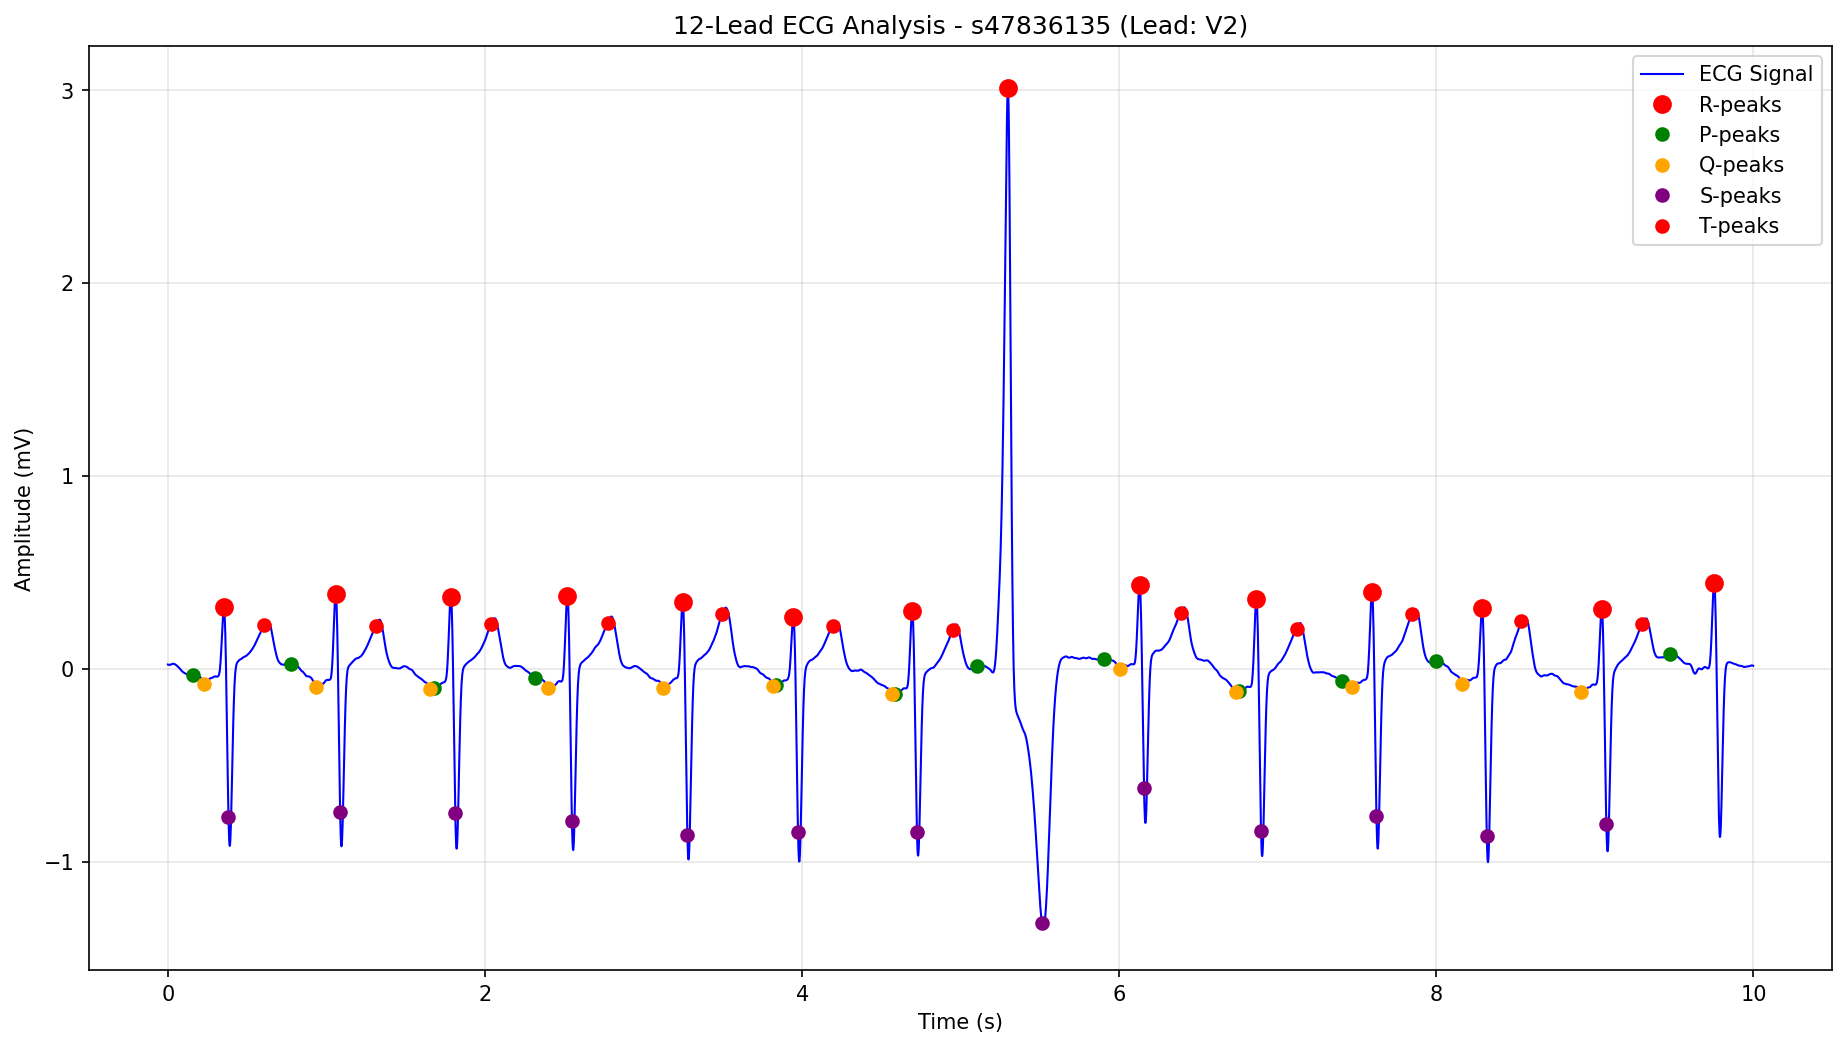 12-Lead ECG Analysis - s47836135 (Lead: V2)
ECG Signal
R-peaks
P-peaks
Q-peaks
S-peaks
T-peaks
Amplitude (mV)
3
2
1
0
−1
0 2 4 6 8 10
Time (s)